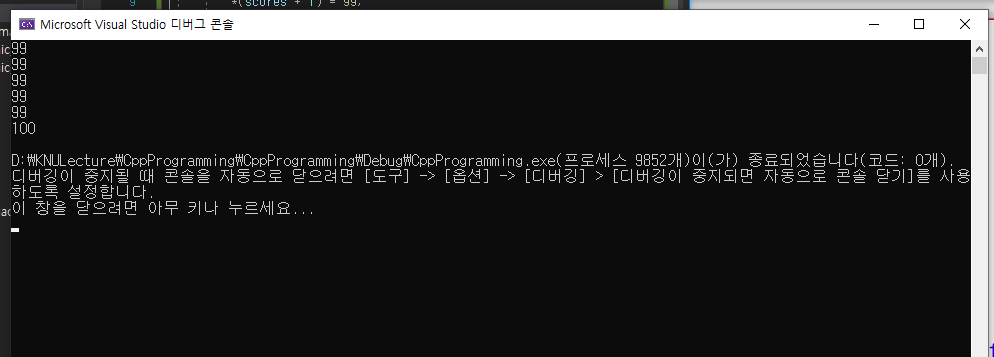 9
*(scores + 1) = 99;
Microsoft Visual Studio 디버그 콘솔
99
99
99
99
99
100
D:\KNULecture\CppProgramming\CppProgramming\Debug\CppProgramming.exe(프로세스 9852개)이(가) 종료되었습니다(코드: 0개).
디버깅이 중지될 때 콘솔을 자동으로 닫으려면 [도구] -> [옵션] -> [디버깅] > [디버깅이 중지되면 자동으로 콘솔 닫기]를 사용
하도록 설정합니다.
이 창을 닫으려면 아무 키나 누르세요...